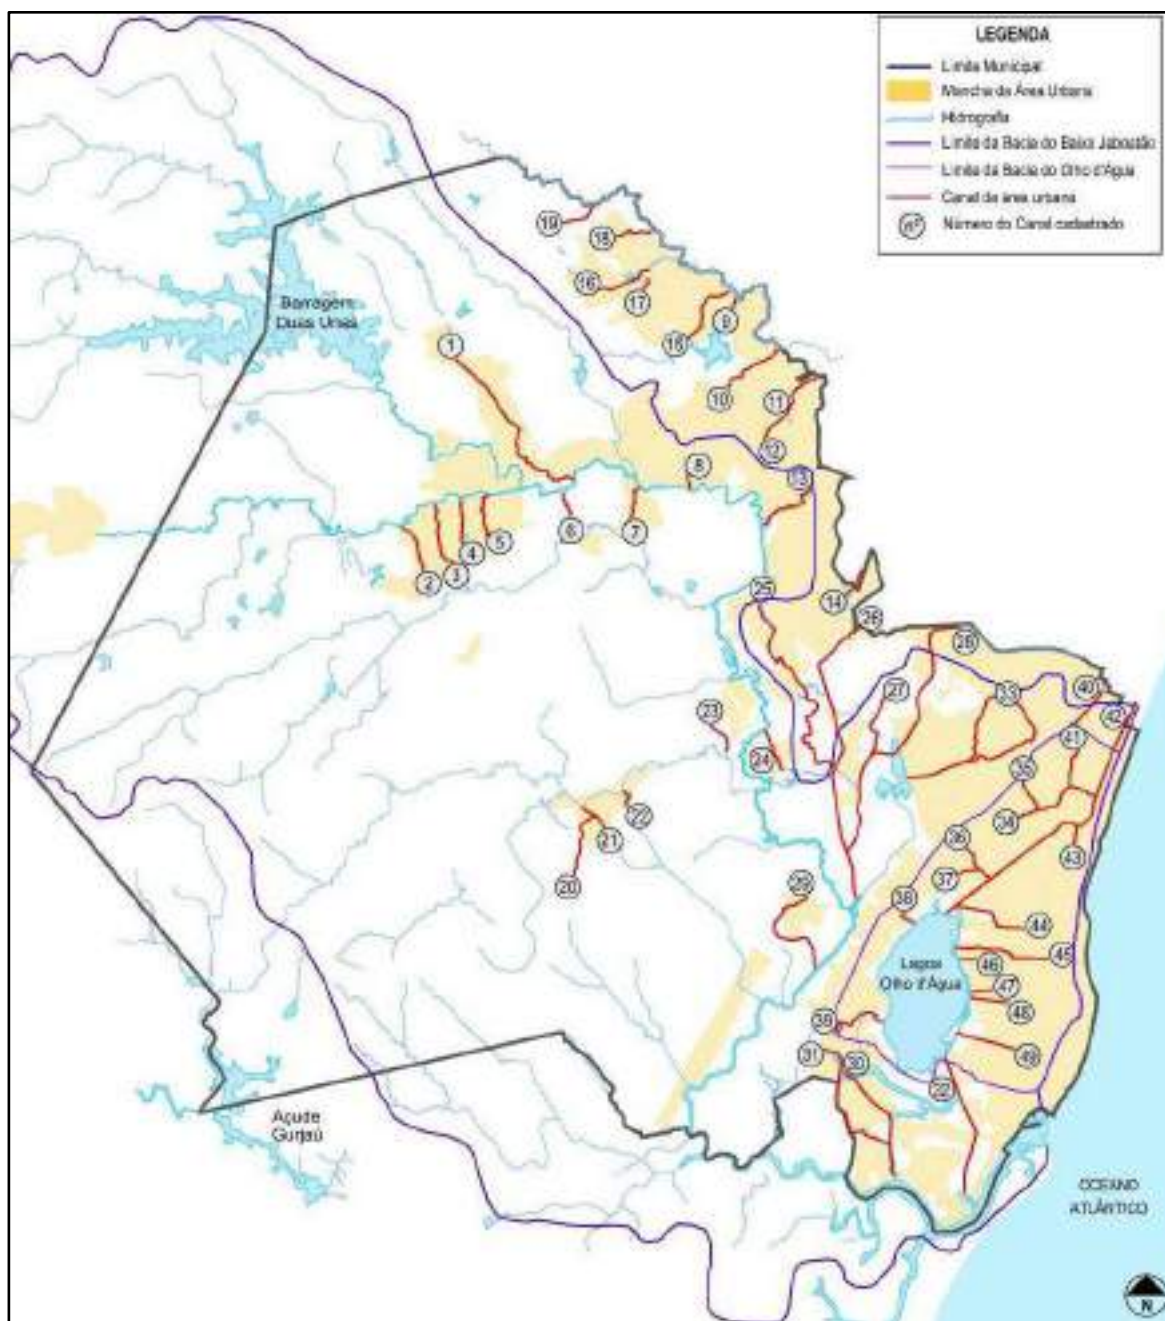 LEGENDA
Limite Municipal
Mancha da Área Urbana
Hidrografia
Limite da Bacia do Baixo Jaboatão
Limite da Bacia do Olho d'Água
Canal de área urbana
nº
Número do Canal cadastrado
19
18
16
17
9
15
Barragem
Duas Unas
1
10
11
12
8
13
6
7
5
4
3
2
25
14
26
28
27
33
40
42
23
41
24
35
22
34
21
36
43
20
37
29
38
44
45
Lagoa
Olho d'Água
46
47
48
39
31
30
49
32
Açude
Gurjaú
OCEANO
ATLÂNTICO
N